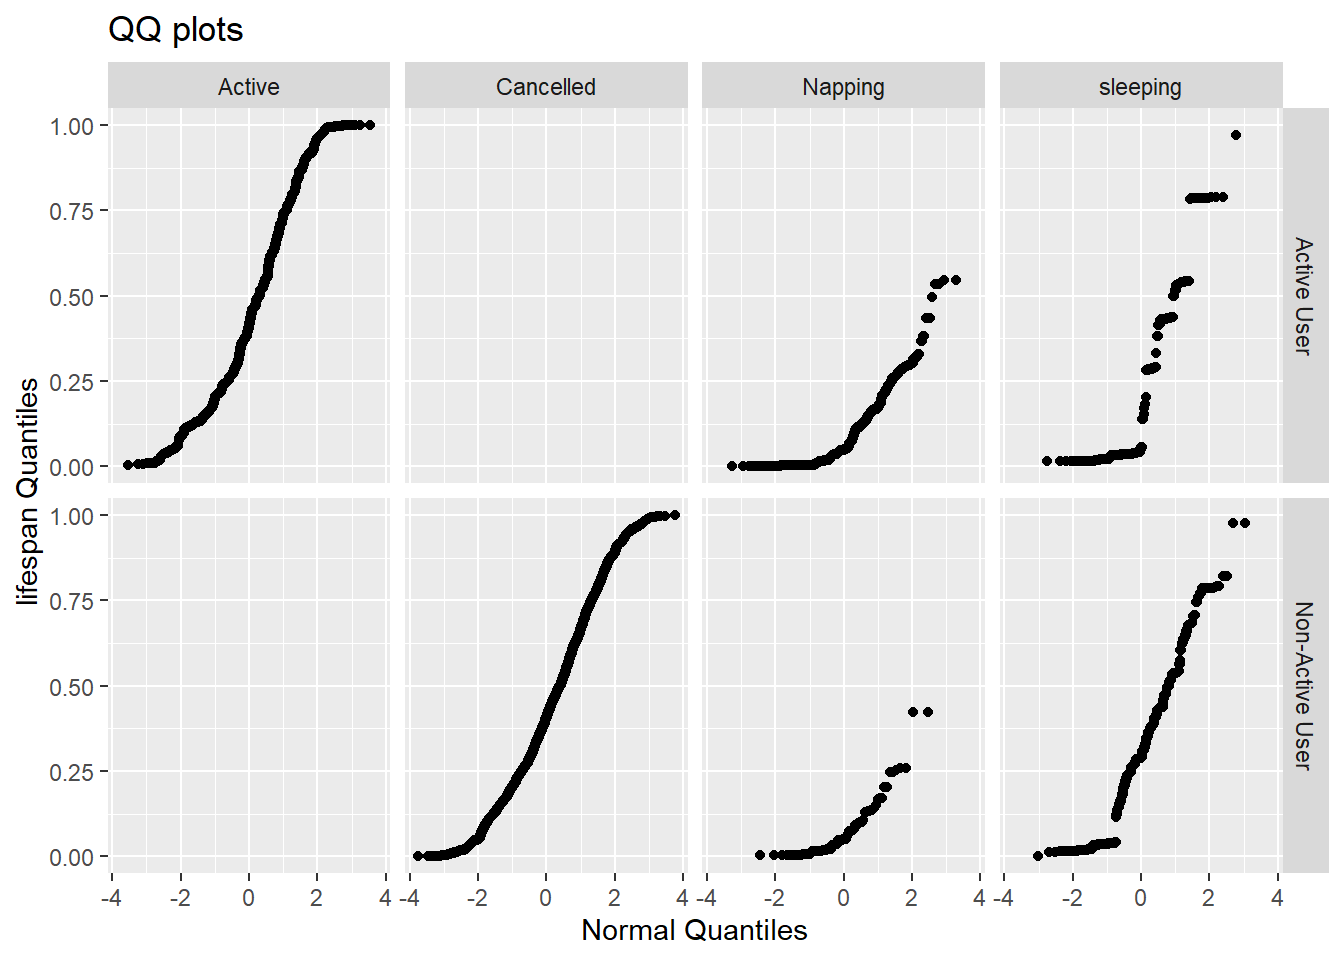 QQ plots
Active Cancelled Napping sleeping
1.00
0.75
0.50
0.25
0.00
Active User
lifespan Quantiles
1.00
0.75
0.50
0.25
0.00
Non-Active User
-4 -2 0 2 4 -4 -2 0 2 4 -4 -2 0 2 4 -4 -2 0 2 4
Normal Quantiles